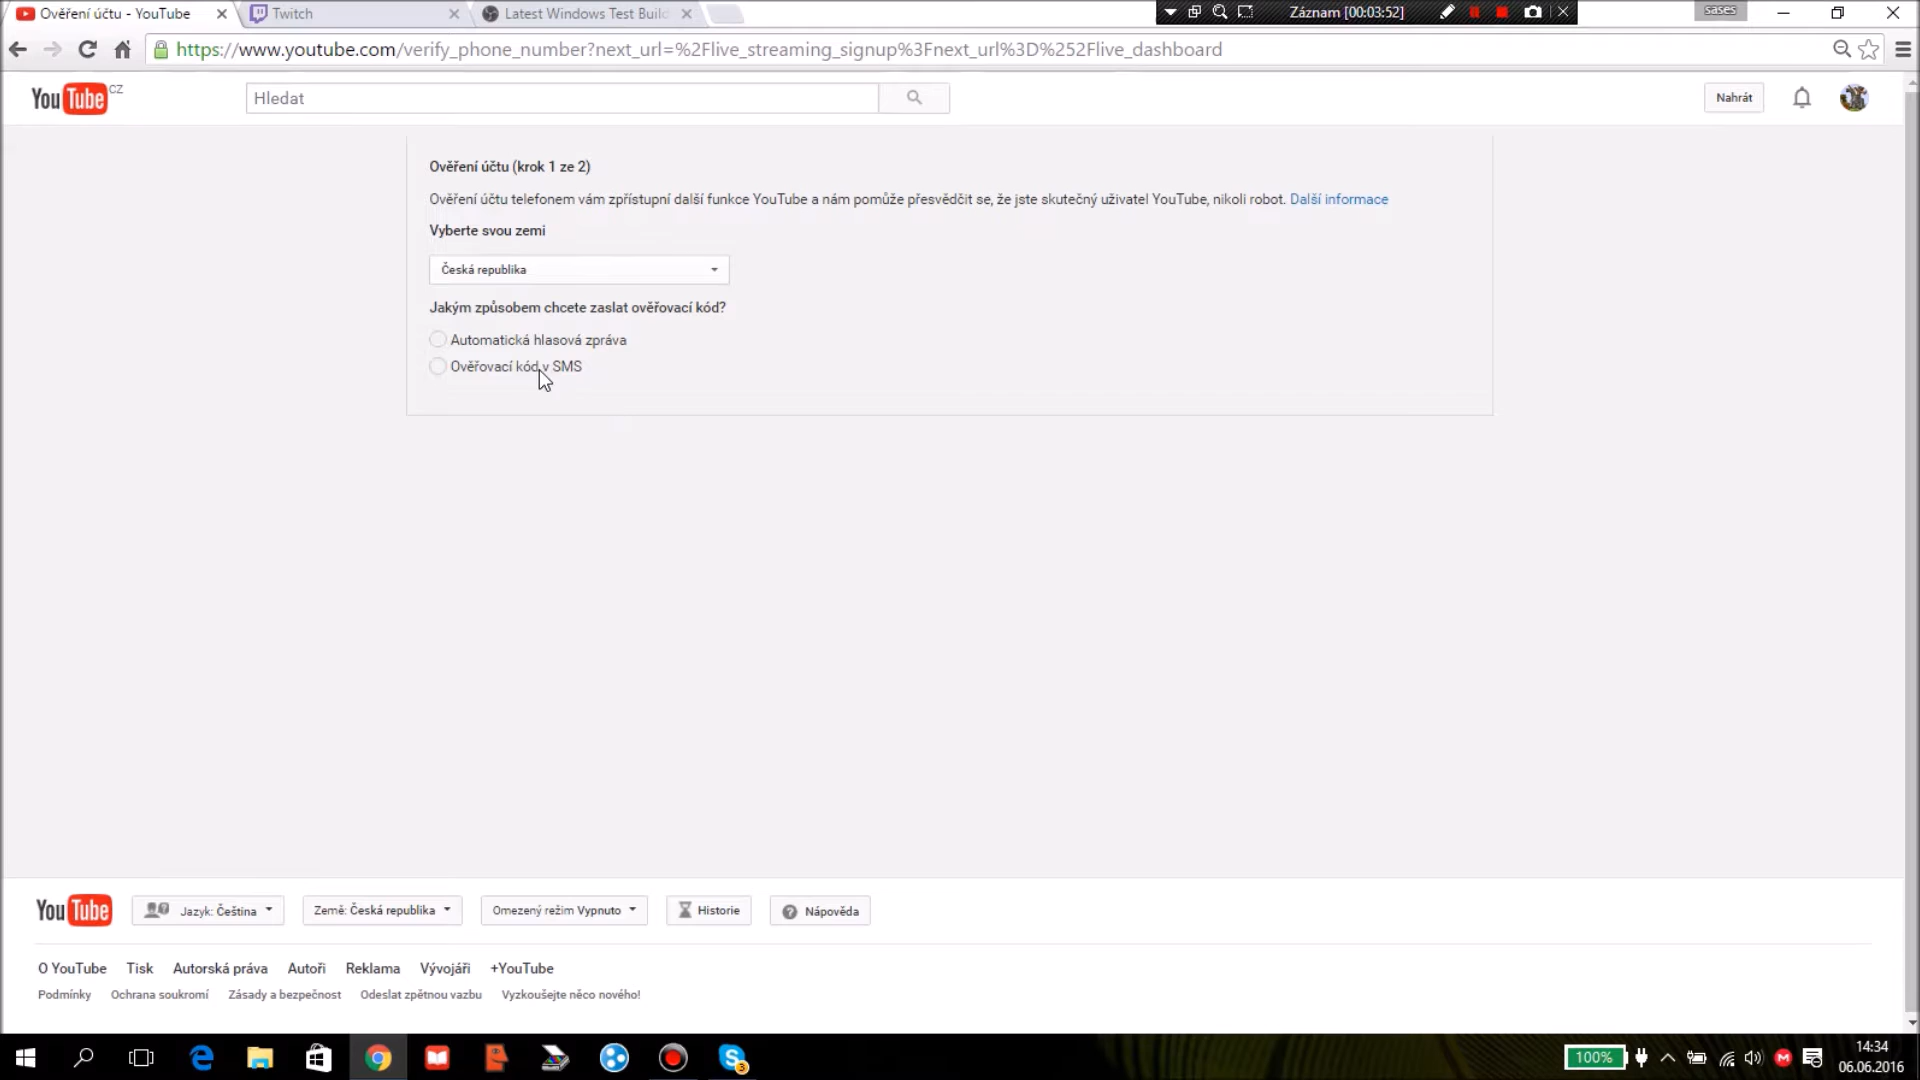 Ověření účtu - YouTube
Twitch
Latest Windows Test Build
Záznam [00:03:52]
sases
https://www.youtube.com/verify_phone_number?next_url=%2Flive_streaming_signup%3Fnext_url%3D%252Flive_dashboard
YouTube CZ
Hledat
Nahrát
Ověření účtu (krok 1 ze 2)
Ověření účtu telefonem vám zpřístupní další funkce YouTube a nám pomůže přesvědčit se, že jste skutečný uživatel YouTube, nikoli robot. Další informace
Vyberte svou zemi
Česká republika
Jakým způsobem chcete zaslat ověřovací kód?
Automatická hlasová zpráva
Ověřovací kód v SMS
YouTube
Jazyk: Čeština
Země: Česká republika
Omezený režim Vypnuto
Historie
Nápověda
O YouTube Tisk Autorská práva Autoři Reklama Vývojáři +YouTube
Podmínky Ochrana soukromí Zásady a bezpečnost Odeslat zpětnou vazbu Vyzkoušejte něco nového!
3
100%
14:34
06.06.2016